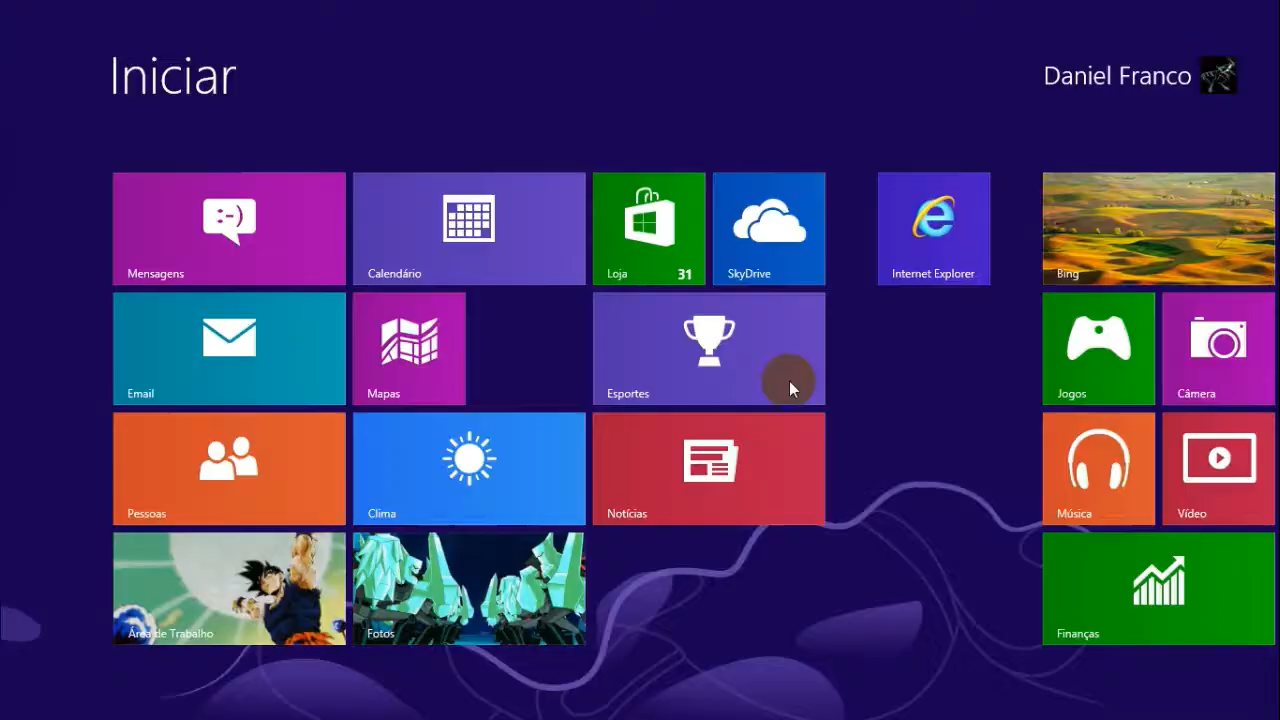 Iniciar
Daniel Franco
Mensagens
Calendário
Loja 31
SkyDrive
Internet Explorer
Bing
Email
Mapas
Esportes
Jogos
Câmera
Pessoas
Clima
Notícias
Música
Vídeo
Área de Trabalho
Fotos
Finanças